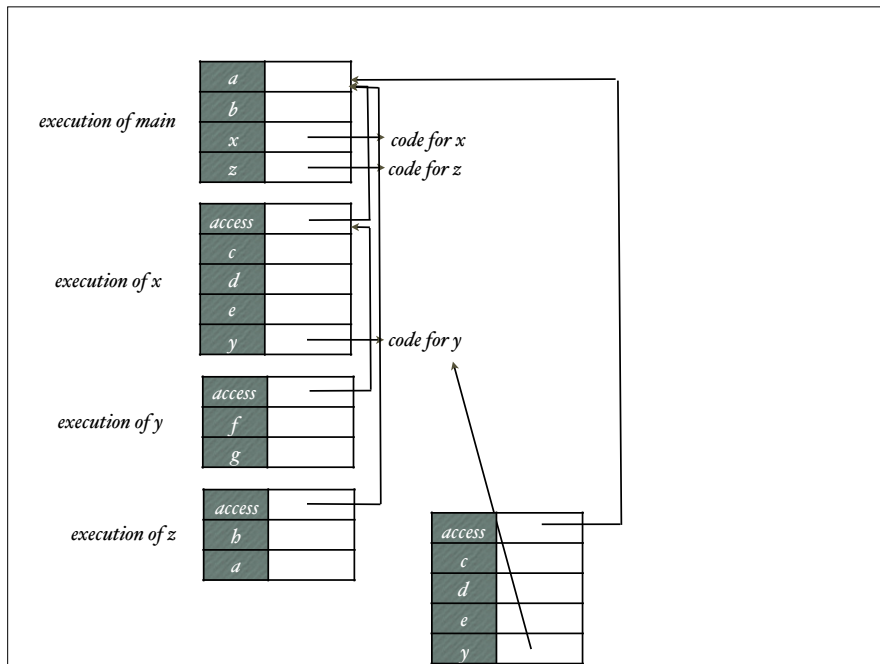 a
execution of main
b
x
code for x
z
code for z
access
c
execution of x
d
e
y
code for y
access
execution of y
f
g
access
execution of z
h
a
access
c
d
e
y